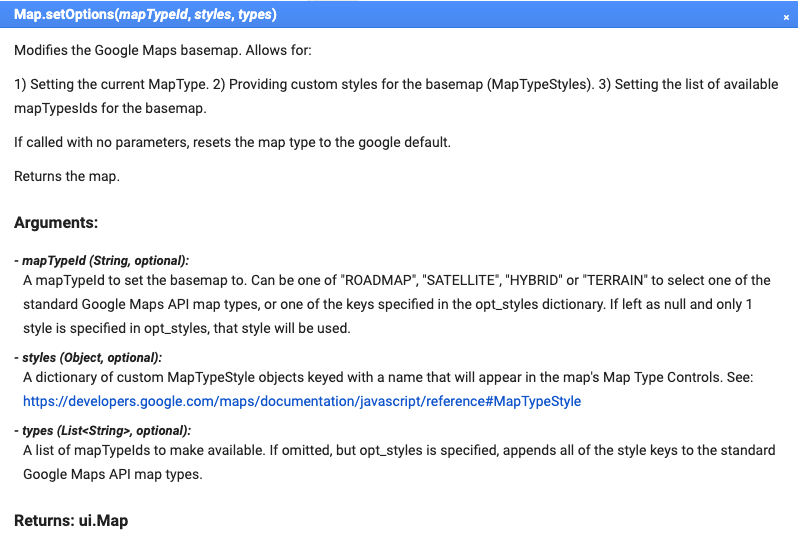 Map.setOptions(mapTypeId, styles, types)
×
Modifies the Google Maps basemap. Allows for:
1) Setting the current MapType. 2) Providing custom styles for the basemap (MapTypeStyles). 3) Setting the list of available
mapTypesIds for the basemap.
If called with no parameters, resets the map type to the google default.
Returns the map.
Arguments:
- mapTypeId (String, optional):
A mapTypeId to set the basemap to. Can be one of "ROADMAP", "SATELLITE", "HYBRID" or "TERRAIN" to select one of the
standard Google Maps API map types, or one of the keys specified in the opt_styles dictionary. If left as null and only 1
style is specified in opt_styles, that style will be used.
- styles (Object, optional):
A dictionary of custom MapTypeStyle objects keyed with a name that will appear in the map's Map Type Controls. See:
https://developers.google.com/maps/documentation/javascript/reference#MapTypeStyle
- types (List<String>, optional):
A list of mapTypeIds to make available. If omitted, but opt_styles is specified, appends all of the style keys to the standard
Google Maps API map types.
Returns: ui.Map